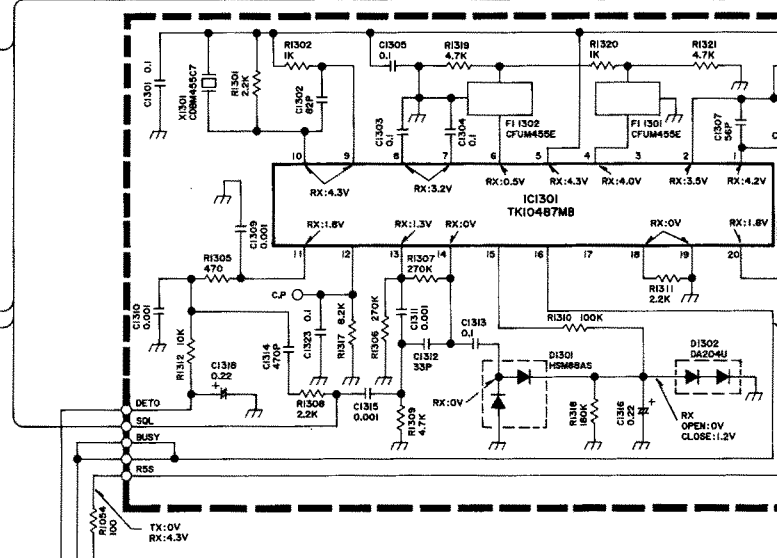 C1301 0.1
X1301
CDBM455C7
R1301
2.2K
R1302
1K
C1302
82P
C1305
0.1
R1319
4.7K
R1320
1K
R1321
4.7K
C1303
0.1
C1304
0.1
F11302
CFUM455E
F11301
CFUM455E
C1307
56P
10 9 8 7 6 5 4 3 2 1
RX:4.3V RX:3.2V RX:0.5V RX:4.3V RX:4.0V RX:3.5V RX:4.2V
IC1301
TK10487MB
RX:1.8V RX:1.3V RX:0V RX:0V RX:1.8V
11 12 13 14 15 16 17 18 19 20
C1309
0.001
R1305
470
R1307
270K
R1311
2.2K
C.P
C1310
0.001
R1312 10K
C1314
470P
C1323 0.1
R1317 8.2K
R1306 270K
C1311
0.001
C1313
0.1
C1312
33P
R1310 100K
D1301
HSM88AS
D1302
DA204U
C1318
0.22
+
R1308
2.2K
C1315
0.001
R1309
4.7K
RX:0V
R1318
180K
C1316
0.22
+
RX
OPEN:0V
CLOSE:1.2V
DETO
SQL
BUSY
R5S
R1054
100
TX:0V
RX:4.3V